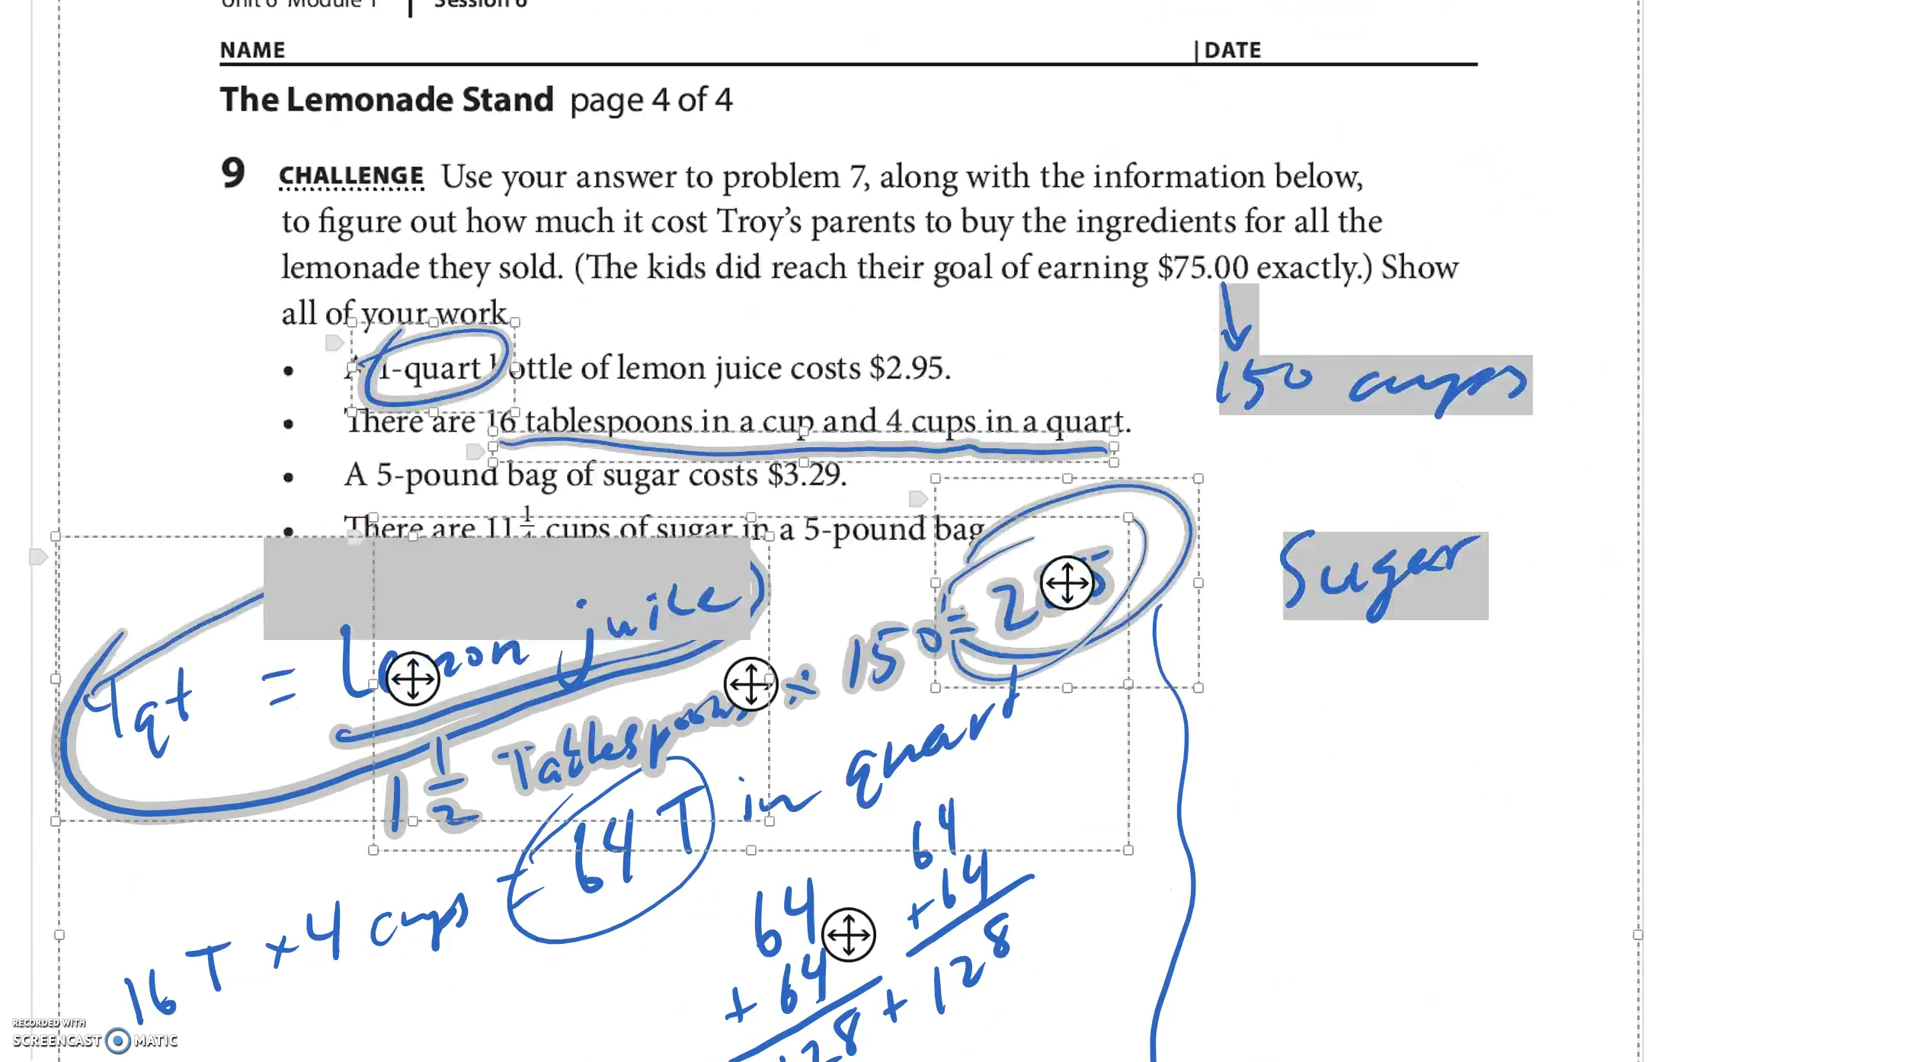 Unit 6 Module 1 | Session 6
NAME | DATE
The Lemonade Stand page 4 of 4
9 CHALLENGE Use your answer to problem 7, along with the information below,
to figure out how much it cost Troy's parents to buy the ingredients for all the
lemonade they sold. (The kids did reach their goal of earning $75.00 exactly.) Show
all of your work.
• A 1-quart bottle of lemon juice costs $2.95.
150 cups
• There are 16 tablespoons in a cup and 4 cups in a quart.
• A 5-pound bag of sugar costs $3.29.
• There are 11 cups of sugar in a 5-pound bag
Sugar
1 qt = Lemon juice)
1 1/2 Tablespoons × 150 =
16 T × 4 cups = 64 T in quart
64
+ 64
128
64
+ 64
128 + 128
RECORDED WITH
SCREENCAST MATIC